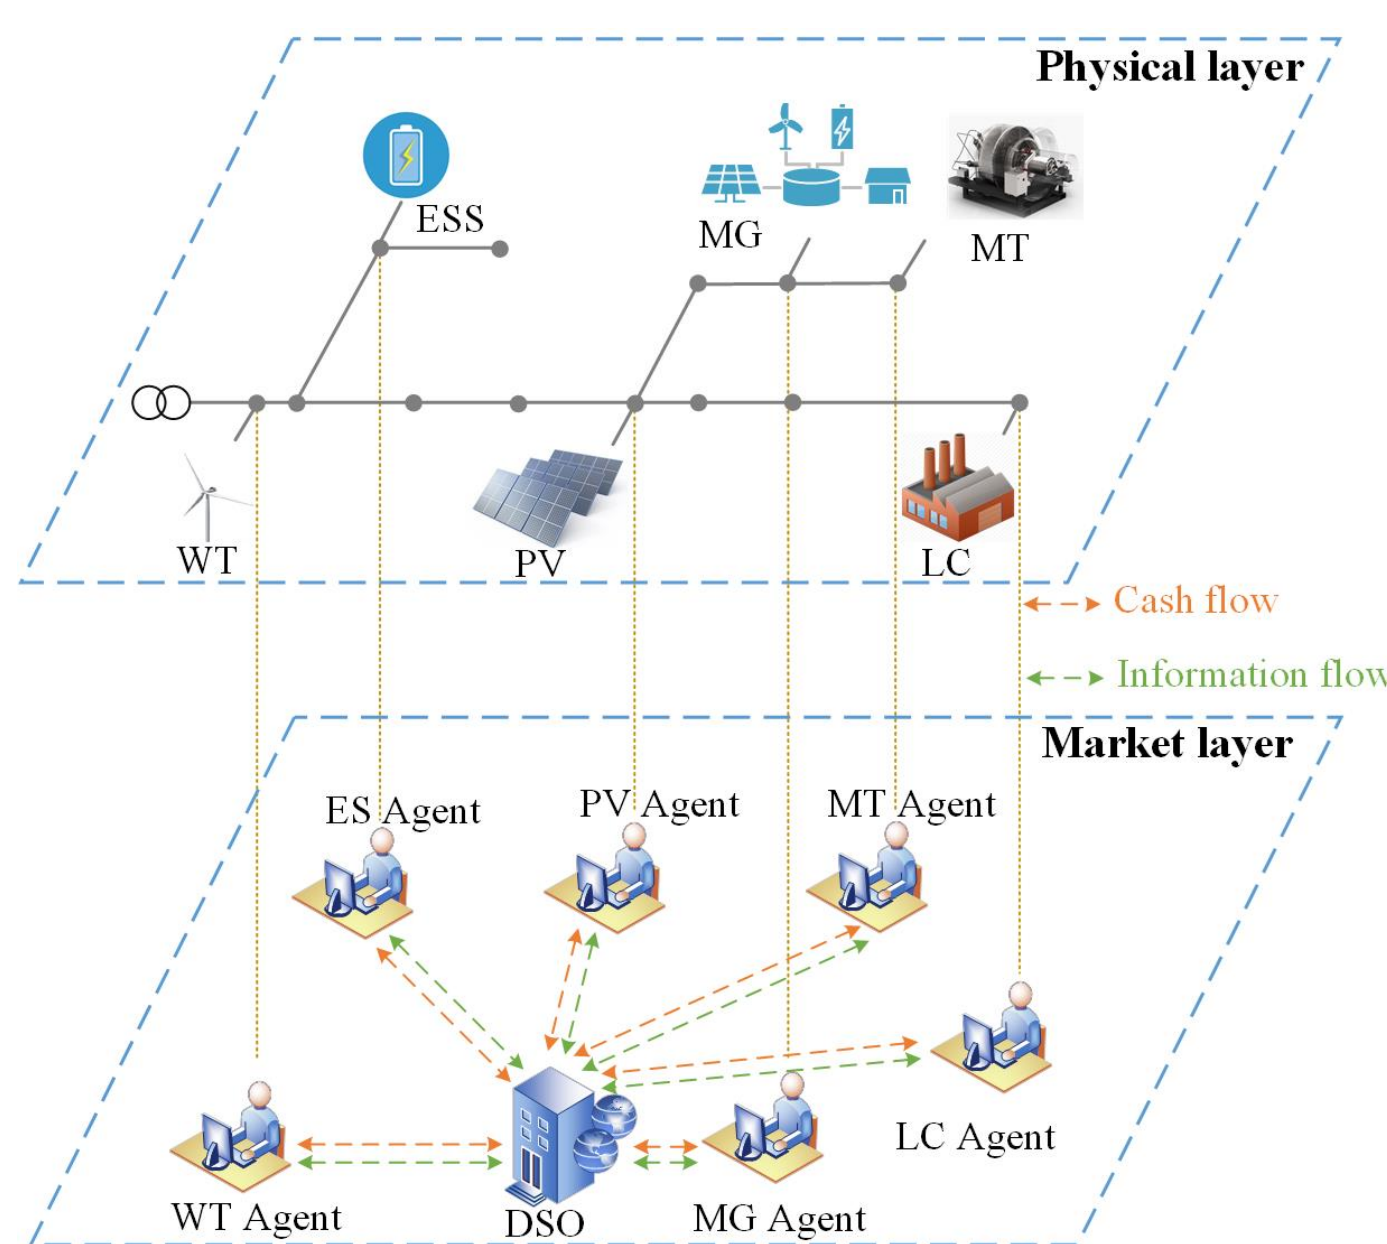 Physical layer
ESS
MG
MT
WT
PV
LC
Cash flow
Information flow
Market layer
ES Agent
PV Agent
MT Agent
LC Agent
WT Agent
DSO
MG Agent